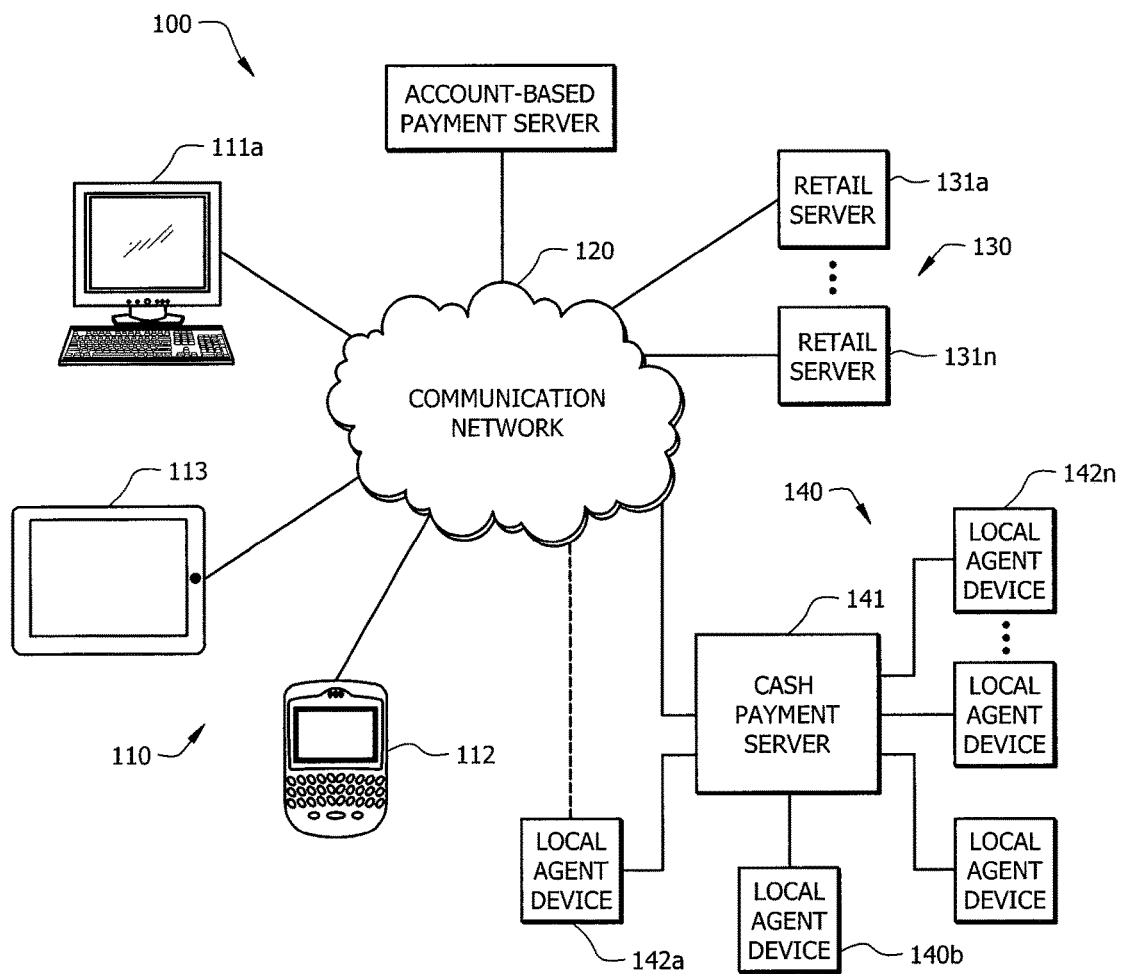 100
ACCOUNT-BASED
PAYMENT SERVER
111a
RETAIL
SERVER
131a
130
120
RETAIL
SERVER
131n
COMMUNICATION
NETWORK
113
140
142n
LOCAL
AGENT
DEVICE
141
CASH
PAYMENT
SERVER
LOCAL
AGENT
DEVICE
110
112
LOCAL
AGENT
DEVICE
142a
LOCAL
AGENT
DEVICE
140b
LOCAL
AGENT
DEVICE